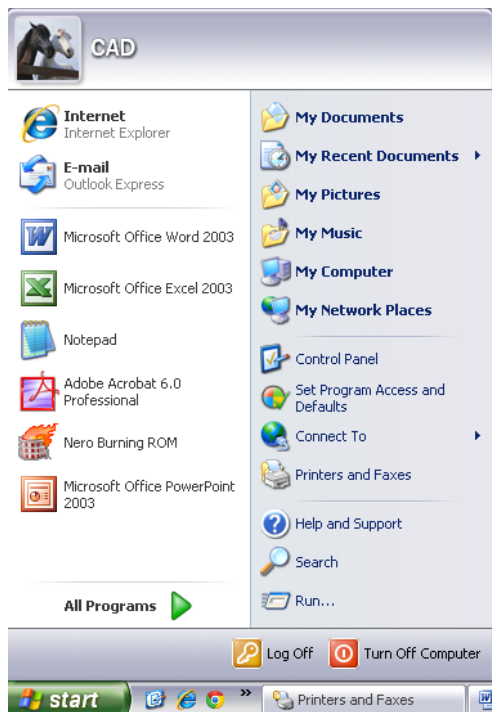 CAD
Internet
Internet Explorer
E-mail
Outlook Express
Microsoft Office Word 2003
Microsoft Office Excel 2003
Notepad
Adobe Acrobat 6.0
Professional
Nero Burning ROM
Microsoft Office PowerPoint
2003
All Programs
My Documents
My Recent Documents
My Pictures
My Music
My Computer
My Network Places
Control Panel
Set Program Access and
Defaults
Connect To
Printers and Faxes
Help and Support
Search
Run...
Log Off
Turn Off Computer
start
»
Printers and Faxes